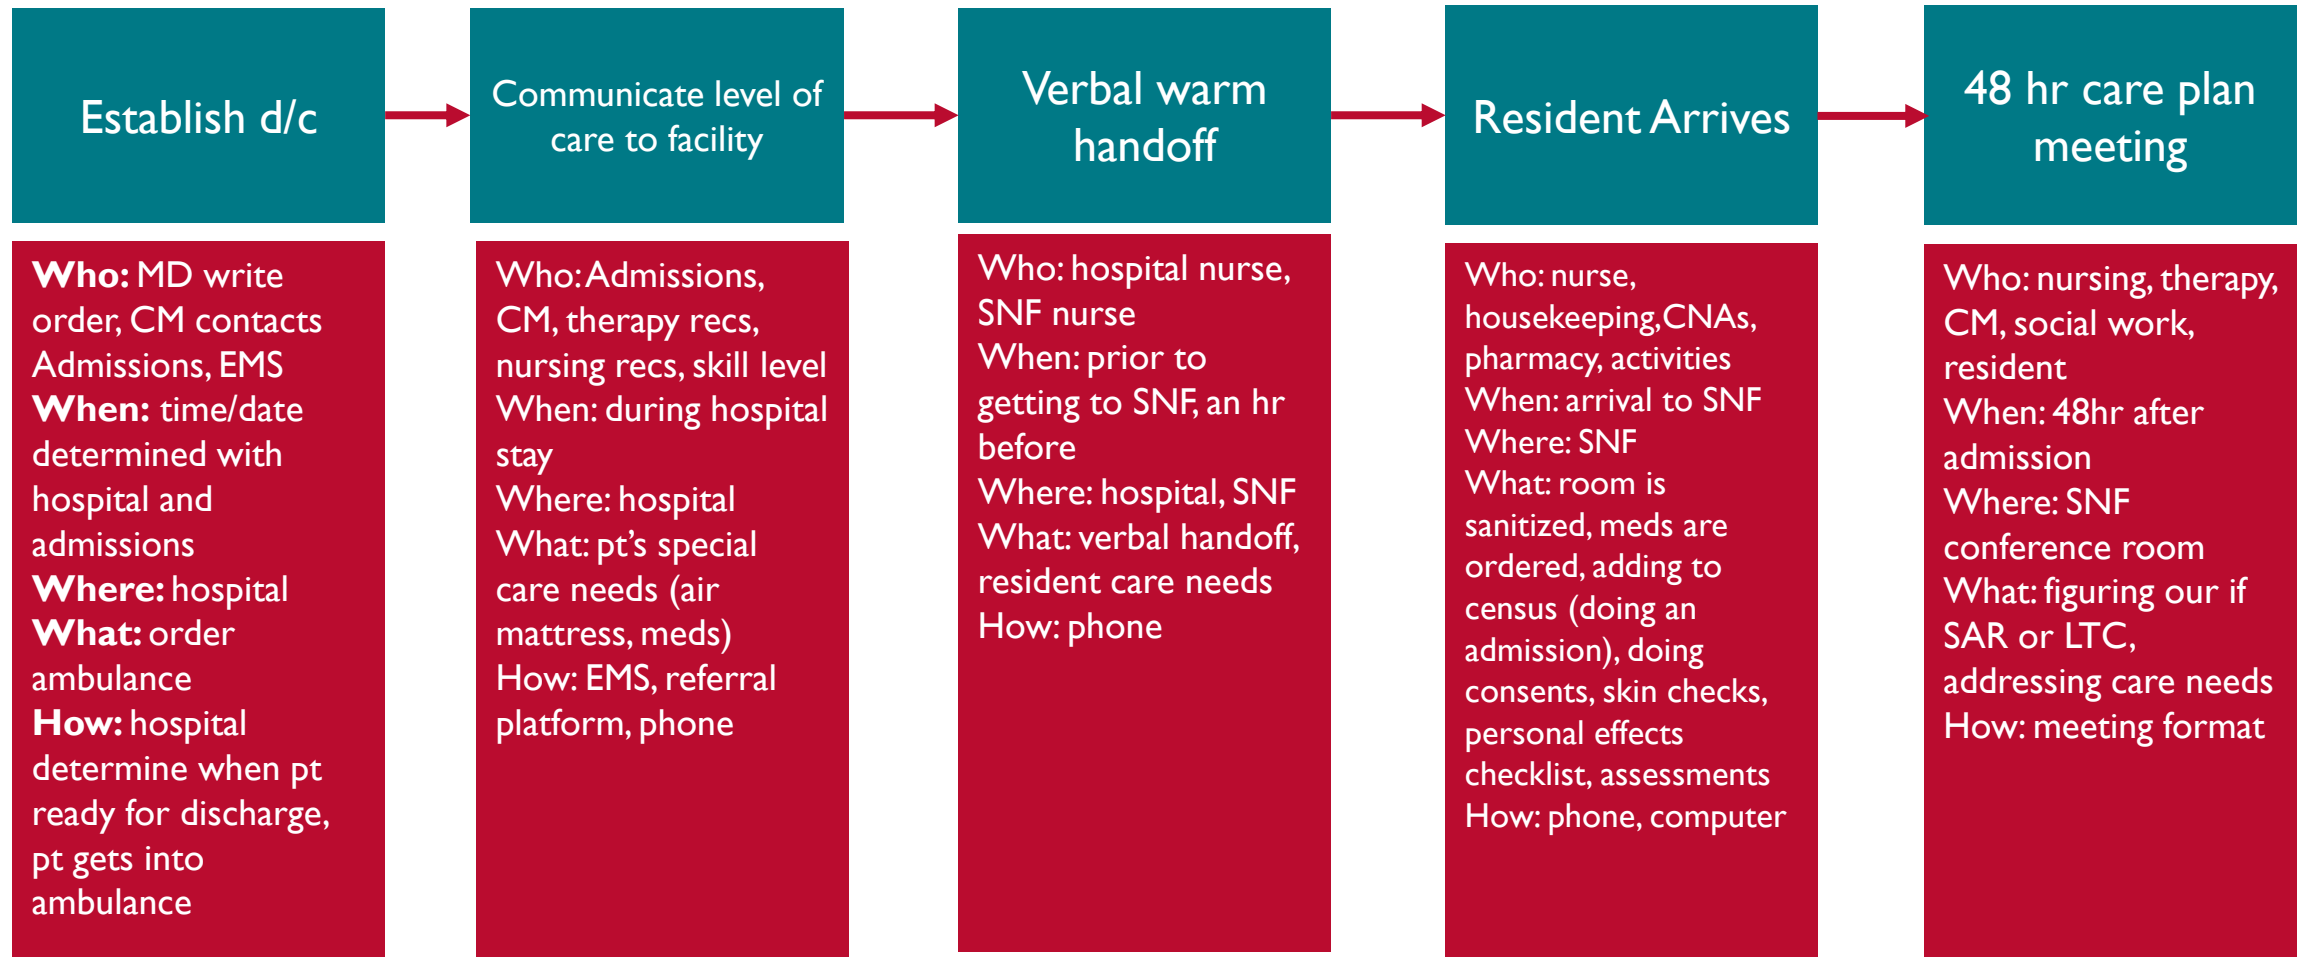 Establish d/c
Communicate level of
care to facility
Verbal warm
handoff
Resident Arrives
48 hr care plan
meeting
Who: MD write
order, CM contacts
Admissions, EMS
When: time/date
determined with
hospital and
admissions
Where: hospital
What: order
ambulance
How: hospital
determine when pt
ready for discharge,
pt gets into
ambulance
Who: Admissions,
CM, therapy recs,
nursing recs, skill level
When: during hospital
stay
Where: hospital
What: pt’s special
care needs (air
mattress, meds)
How: EMS, referral
platform, phone
Who: hospital nurse,
SNF nurse
When: prior to
getting to SNF, an hr
before
Where: hospital, SNF
What: verbal handoff,
resident care needs
How: phone
Who: nurse,
housekeeping,CNAs,
pharmacy, activities
When: arrival to SNF
Where: SNF
What: room is
sanitized, meds are
ordered, adding to
census (doing an
admission), doing
consents, skin checks,
personal effects
checklist, assessments
How: phone, computer
Who: nursing, therapy,
CM, social work,
resident
When: 48hr after
admission
Where: SNF
conference room
What: figuring our if
SAR or LTC,
addressing care needs
How: meeting format